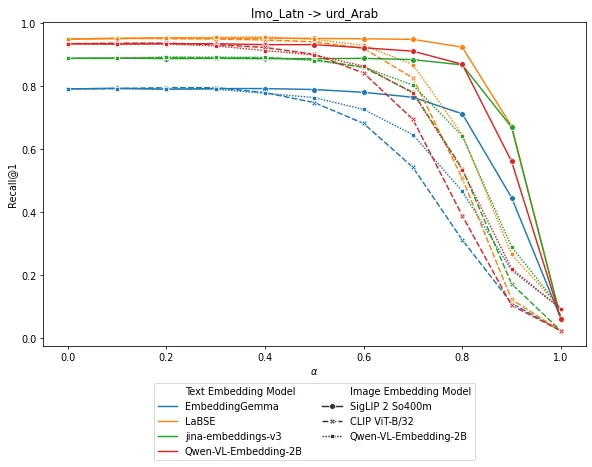 lmo_Latn -> urd_Arab
Recall@1
1.0
0.8
0.6
0.4
0.2
0.0
0.0 0.2 0.4 0.6 0.8 1.0
α
Text Embedding Model
EmbeddingGemma
LaBSE
jina-embeddings-v3
Qwen-VL-Embedding-2B
Image Embedding Model
SigLIP 2 So400m
CLIP ViT-B/32
Qwen-VL-Embedding-2B